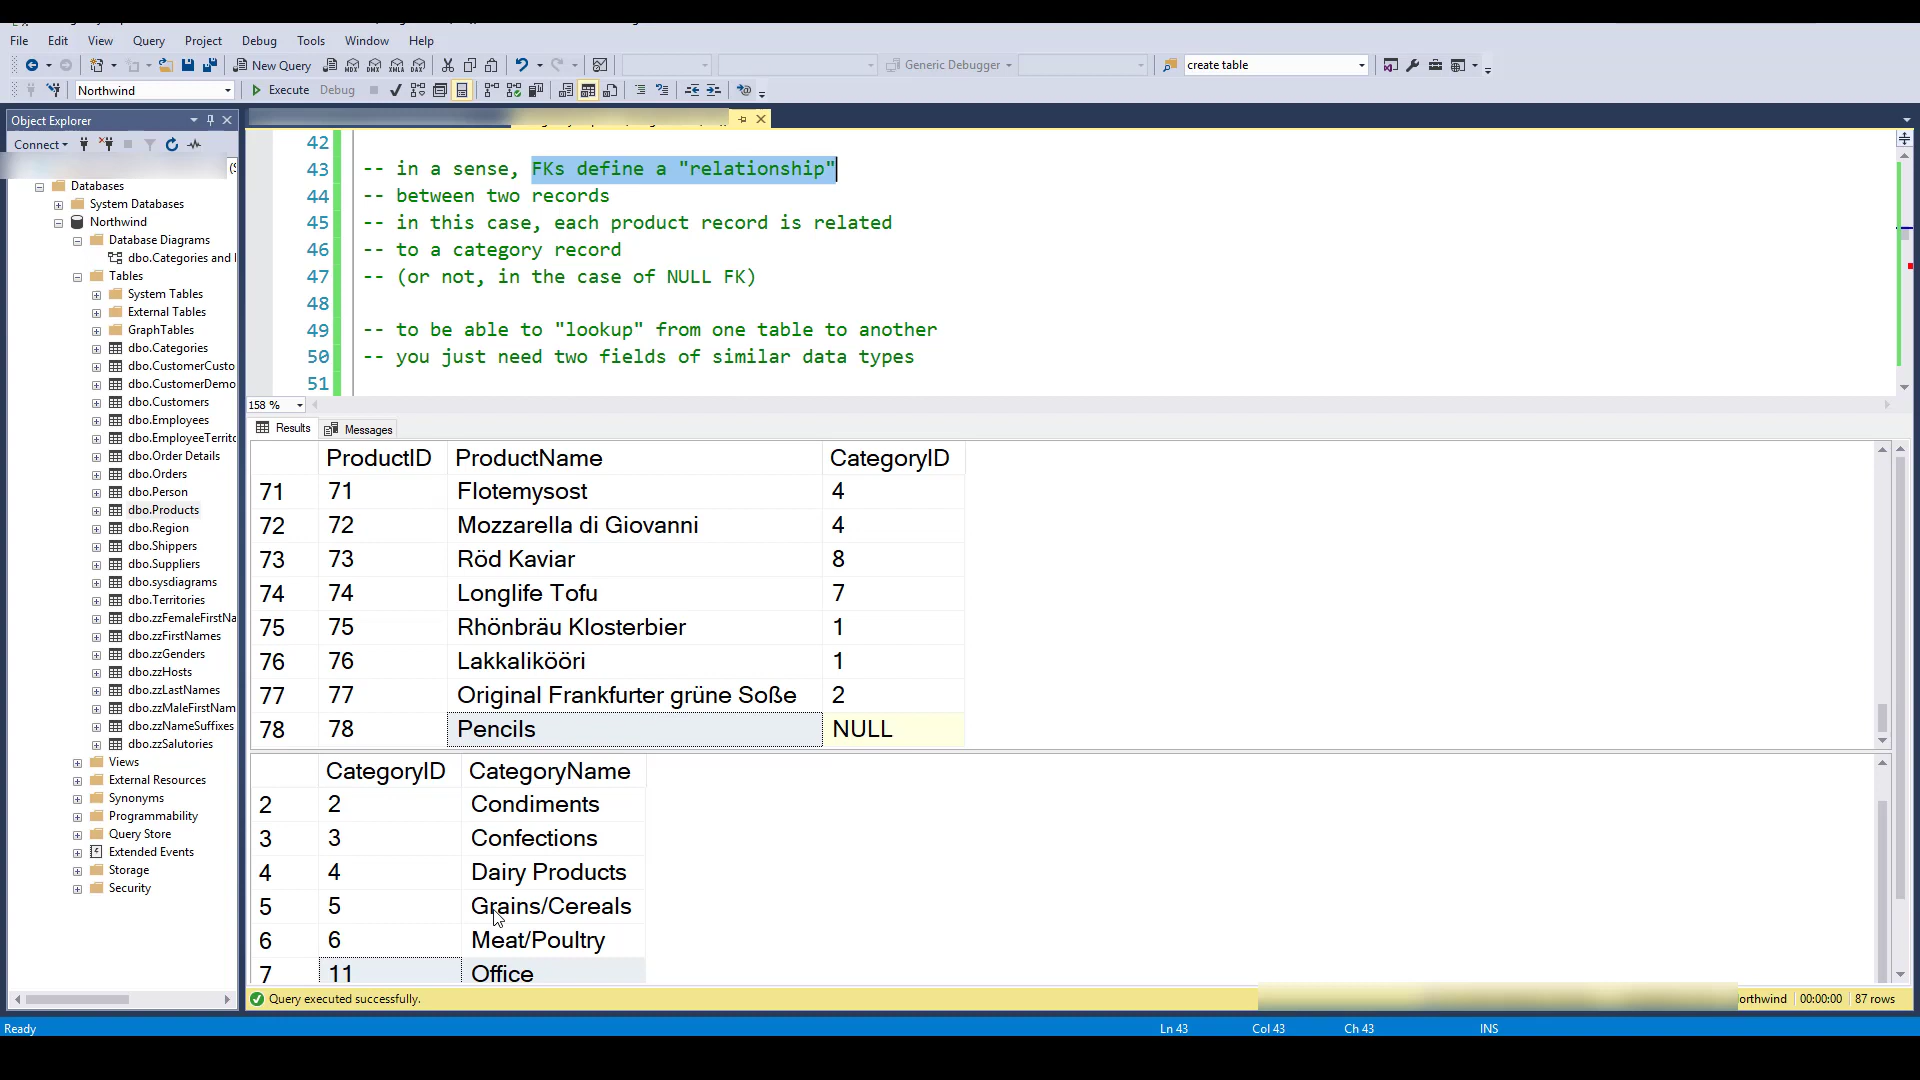 File Edit View Query Project Debug Tools Window Help
New Query
Generic Debugger
create table
Northwind
Execute Debug
Object Explorer
Connect
Databases
System Databases
Northwind
Database Diagrams
dbo.Categories and
Tables
System Tables
External Tables
GraphTables
dbo.Categories
dbo.CustomerCusto
dbo.CustomerDemo
dbo.Customers
dbo.Employees
dbo.EmployeeTerrito
dbo.Order Details
dbo.Orders
dbo.Person
dbo.Products
dbo.Region
dbo.Shippers
dbo.Suppliers
dbo.sysdiagrams
dbo.Territories
dbo.zzFemaleFirstNa
dbo.zzFirstNames
dbo.zzGenders
dbo.zzHosts
dbo.zzLastNames
dbo.zzMaleFirstNam
dbo.zzNameSuffixes
dbo.zzSalutories
Views
External Resources
Synonyms
Programmability
Query Store
Extended Events
Storage
Security
42
43 -- in a sense, FKs define a "relationship"
44 -- between two records
45 -- in this case, each product record is related
46 -- to a category record
47 -- (or not, in the case of NULL FK)
48
49 -- to be able to "lookup" from one table to another
50 -- you just need two fields of similar data types
51
158 %
Results Messages
ProductID ProductName CategoryID
71 71 Flotemysost 4
72 72 Mozzarella di Giovanni 4
73 73 Röd Kaviar 8
74 74 Longlife Tofu 7
75 75 Rhönbräu Klosterbier 1
76 76 Lakkalikööri 1
77 77 Original Frankfurter grüne Soße 2
78 78 Pencils NULL
CategoryID CategoryName
2 2 Condiments
3 3 Confections
4 4 Dairy Products
5 5 Grains/Cereals
6 6 Meat/Poultry
7 11 Office
Query executed successfully.
orthwind 00:00:00 87 rows
Ready Ln 43 Col 43 Ch 43 INS